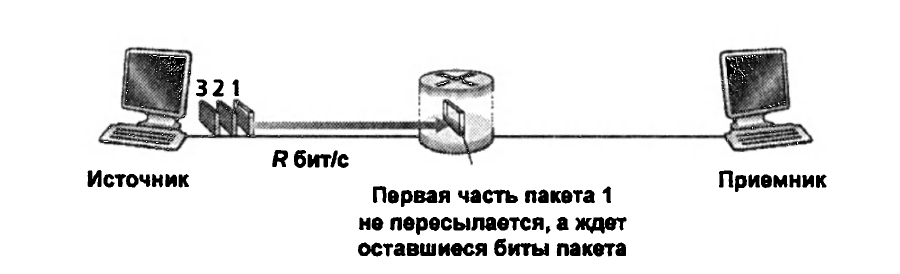 3 2 1
R бит/с
Источник
Приемник
Первая часть пакета 1
не пересылается, а ждет
оставшиеся биты пакета